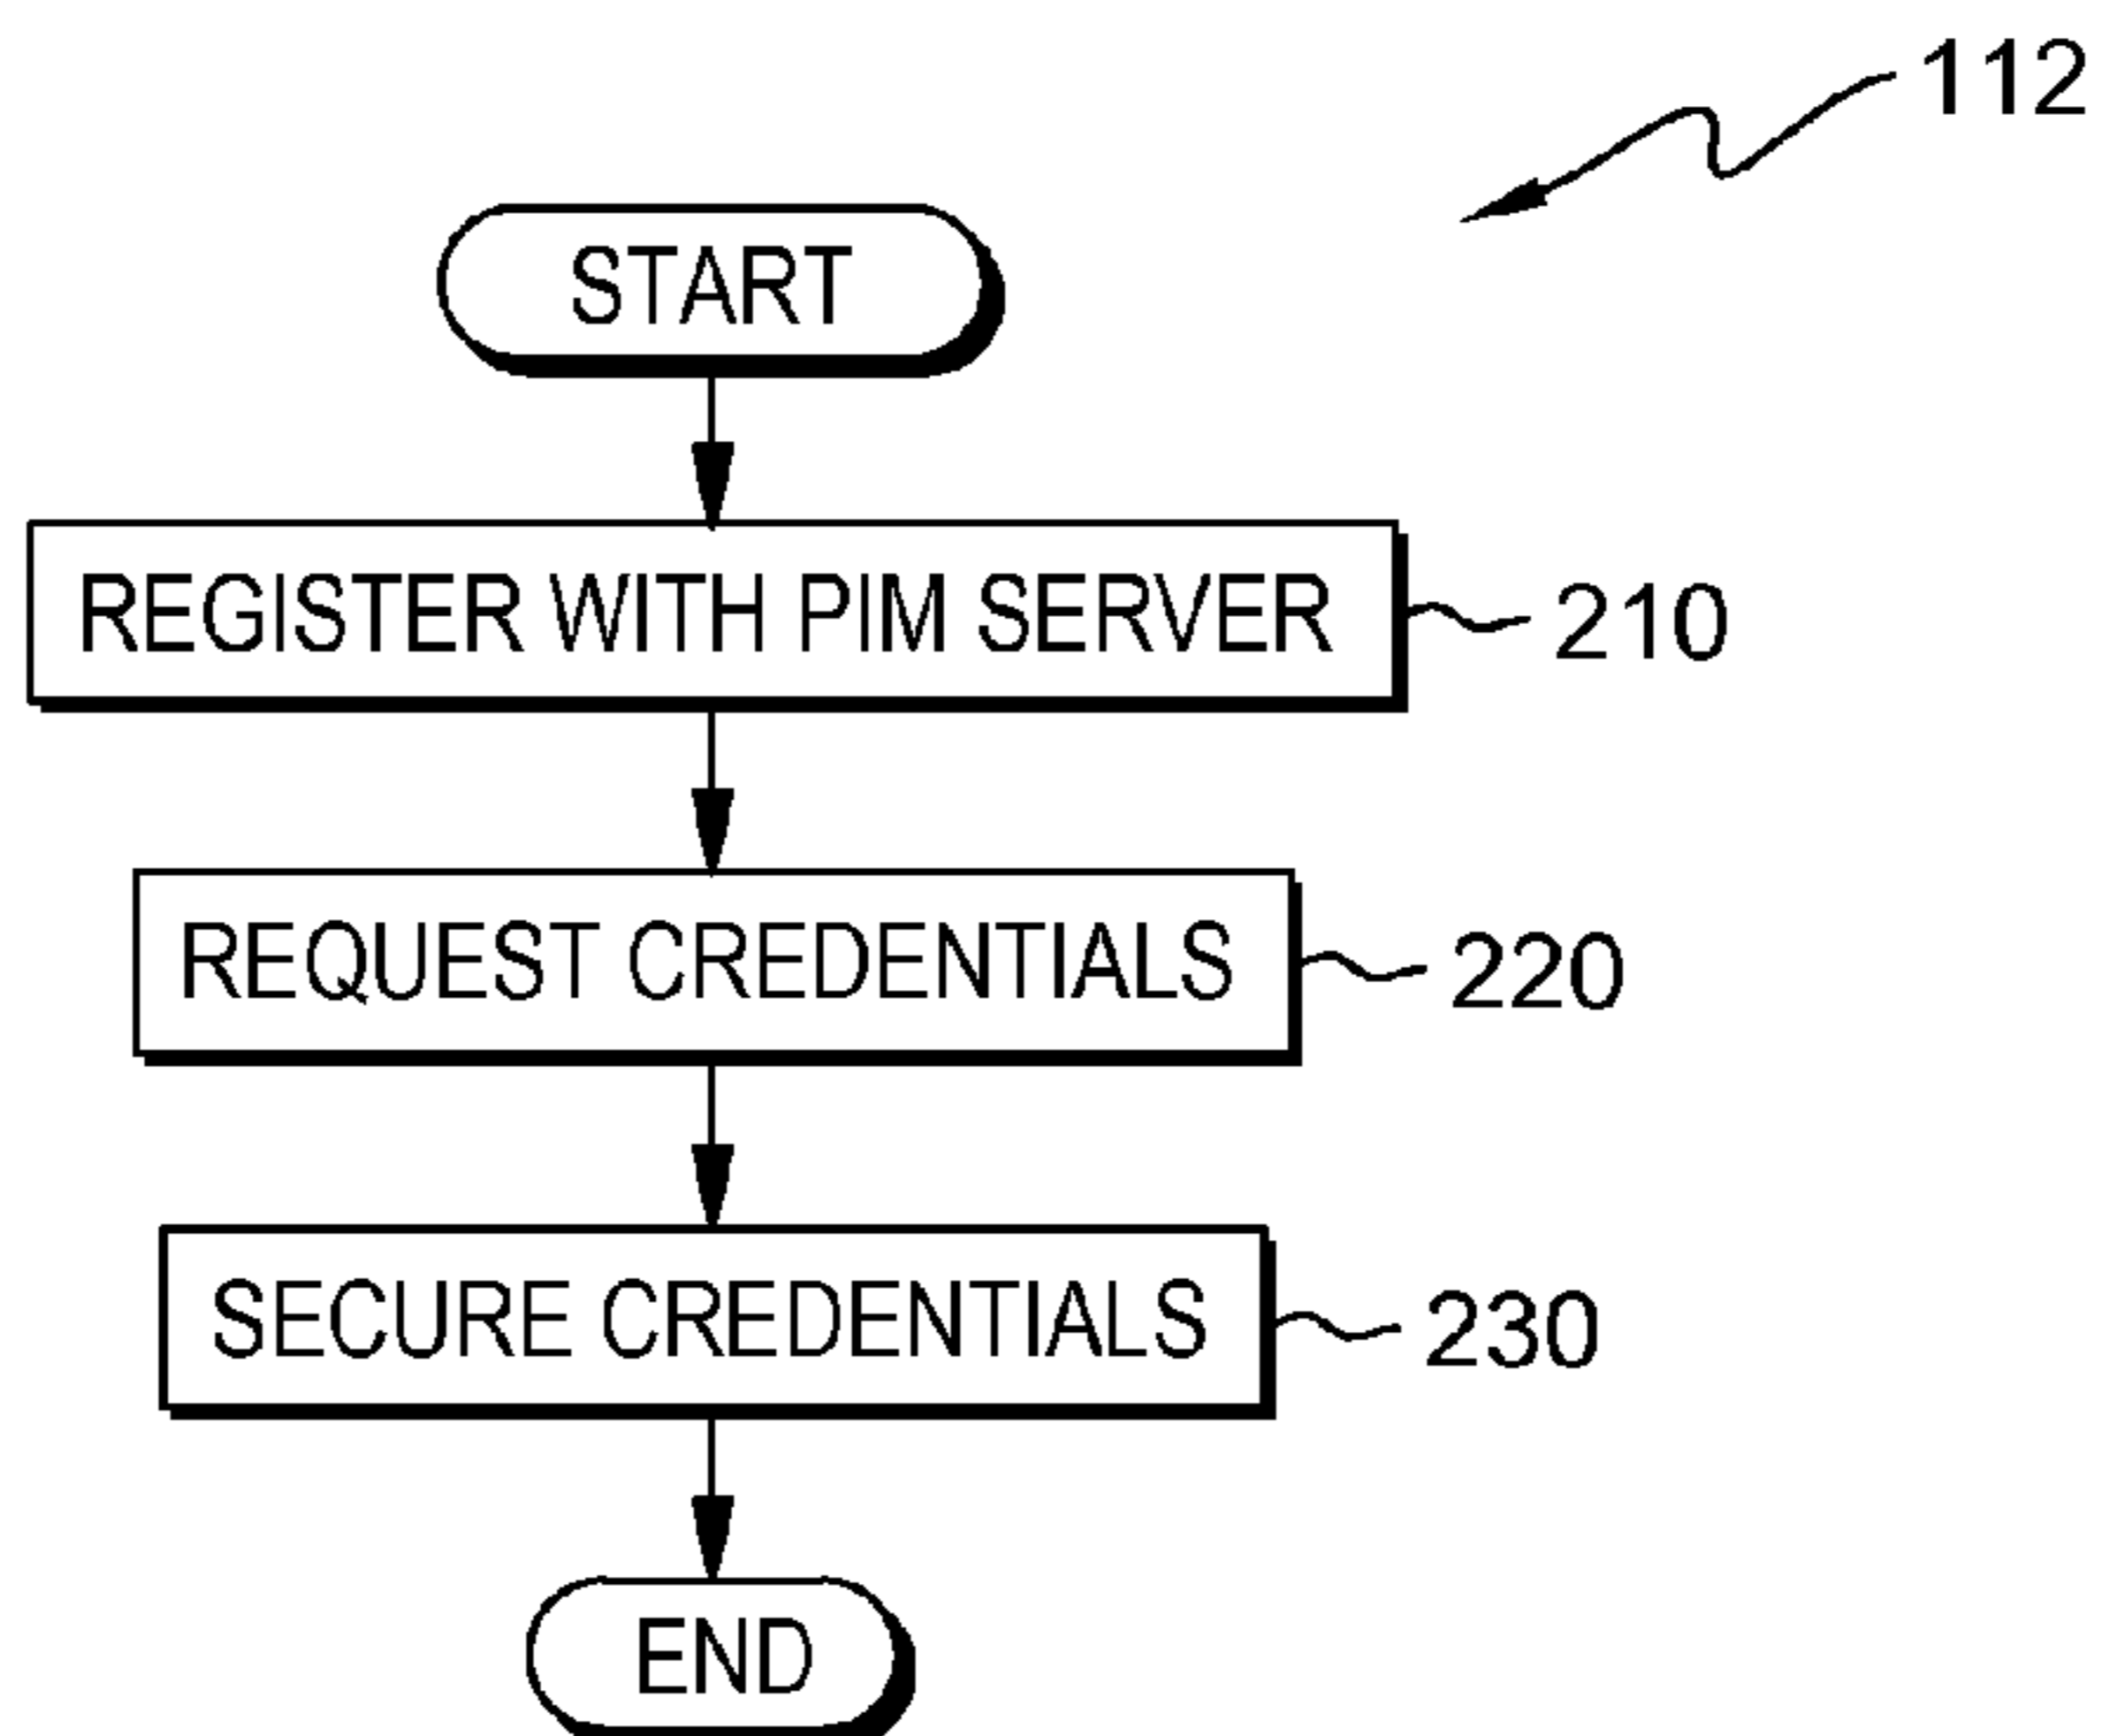 112
START
REGISTER WITH PIM SERVER
210
REQUEST CREDENTIALS
220
SECURE CREDENTIALS
230
END